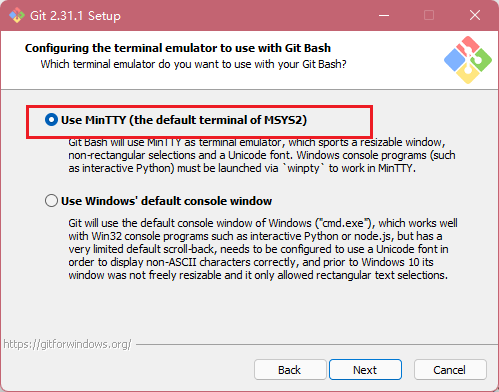 Git 2.31.1 Setup
Configuring the terminal emulator to use with Git Bash
Which terminal emulator do you want to use with your Git Bash?
Use MinTTY (the default terminal of MSYS2)
Git Bash will use MinTTY as terminal emulator, which sports a resizable window,
non-rectangular selections and a Unicode font. Windows console programs (such
as interactive Python) must be launched via `winpty` to work in MinTTY.
Use Windows' default console window
Git will use the default console window of Windows ("cmd.exe"), which works well
with Win32 console programs such as interactive Python or node.js, but has a
very limited default scroll-back, needs to be configured to use a Unicode font in
order to display non-ASCII characters correctly, and prior to Windows 10 its
window was not freely resizable and it only allowed rectangular text selections.
https://gitforwindows.org/
Back Next Cancel